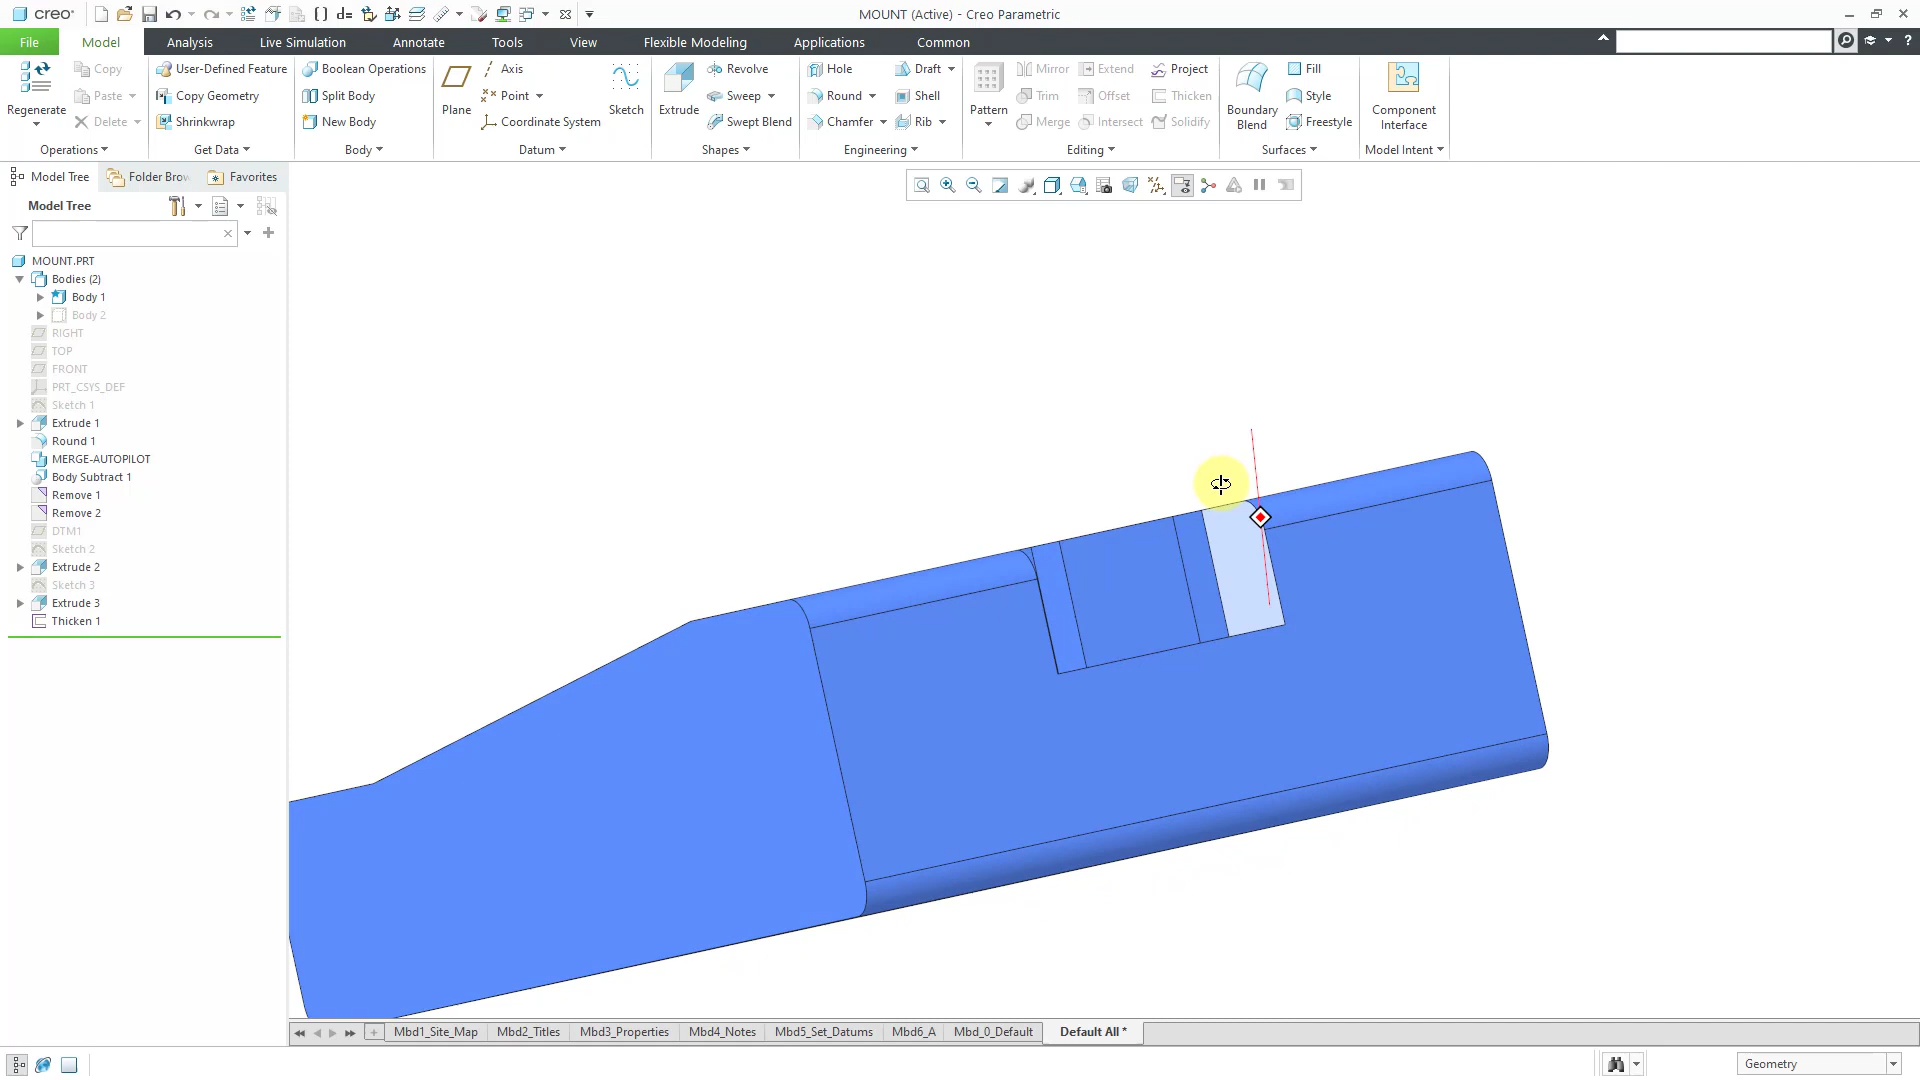 creo
MOUNT (Active) - Creo Parametric
File Model Analysis Live Simulation Annotate Tools View Flexible Modeling Applications Common
Regenerate
Copy
Paste
Delete
Operations
User-Defined Feature
Copy Geometry
Shrinkwrap
Get Data
Boolean Operations
Split Body
New Body
Body
Plane
Axis
Point
Coordinate System
Sketch
Datum
Extrude
Revolve
Sweep
Swept Blend
Shapes
Hole
Round
Chamfer
Draft
Shell
Rib
Engineering
Pattern
Mirror
Trim
Merge
Extend
Offset
Intersect
Project
Thicken
Solidify
Editing
Boundary
Blend
Fill
Style
Freestyle
Surfaces
Component
Interface
Model Intent
Model Tree Folder Brow Favorites
Model Tree
MOUNT.PRT
Bodies (2)
Body 1
Body 2
RIGHT
TOP
FRONT
PRT_CSYS_DEF
Sketch 1
Extrude 1
Round 1
MERGE-AUTOPILOT
Body Subtract 1
Remove 1
Remove 2
DTM1
Sketch 2
Extrude 2
Sketch 3
Extrude 3
Thicken 1
Mbd1_Site_Map Mbd2_Titles Mbd3_Properties Mbd4_Notes Mbd5_Set_Datums Mbd6_A Mbd_0_Default Default All *
Geometry